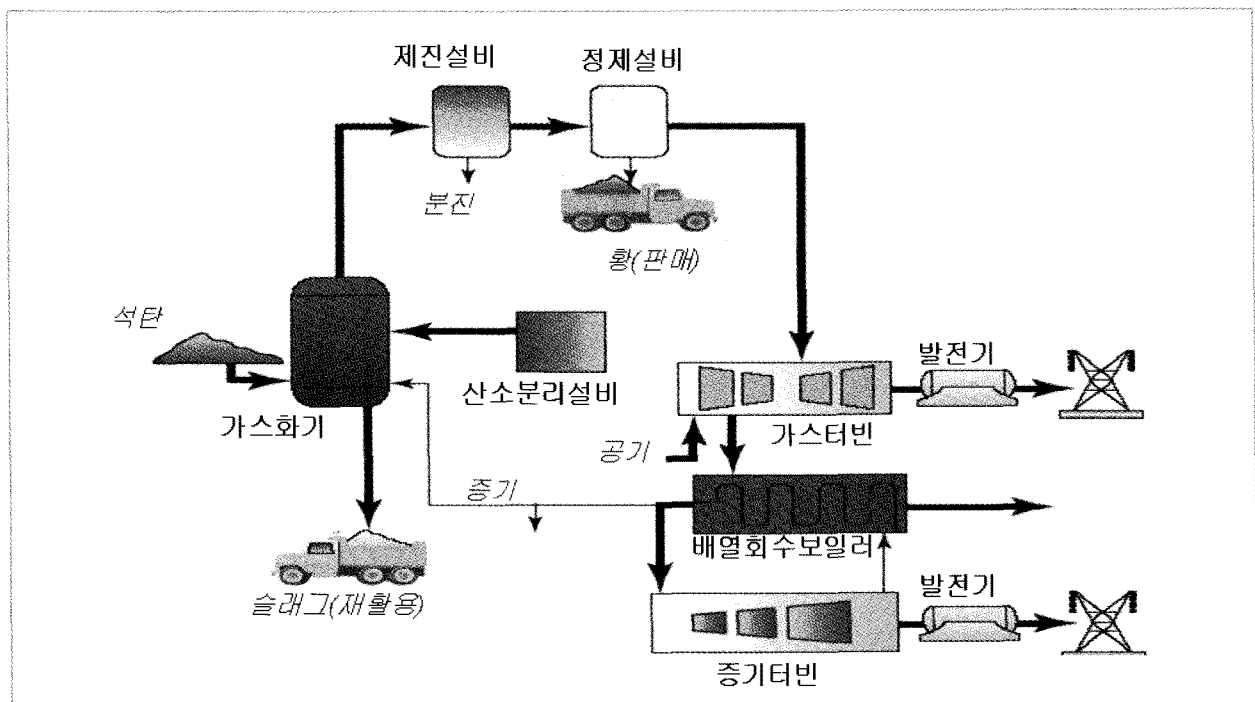 제진설비
정제설비
분진
황(판매)
석탄
산소분리설비
가스화기
발전기
가스터빈
공기
증기
배열회수보일러
슬래그(재활용)
발전기
증기터빈